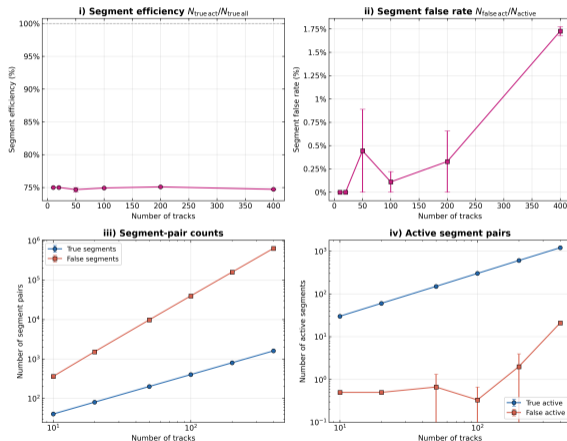 i) Segment efficiency N_true act/N_true all
100%
95%
90%
85%
80%
75%
Segment efficiency (%)
0 50 100 150 200 250 300 350 400
Number of tracks
ii) Segment false rate N_false act/N_active
1.75%
1.5%
1.25%
1%
0.75%
0.5%
0.25%
0%
Segment false rate (%)
0 50 100 150 200 250 300 350 400
Number of tracks
iii) Segment-pair counts
True segments
False segments
10^6
10^5
10^4
10^3
10^2
Number of segment pairs
10^1 10^2
Number of tracks
iv) Active segment pairs
10^3
10^2
10^1
10^0
10^−1
Number of active segments
True active
False active
10^1 10^2
Number of tracks